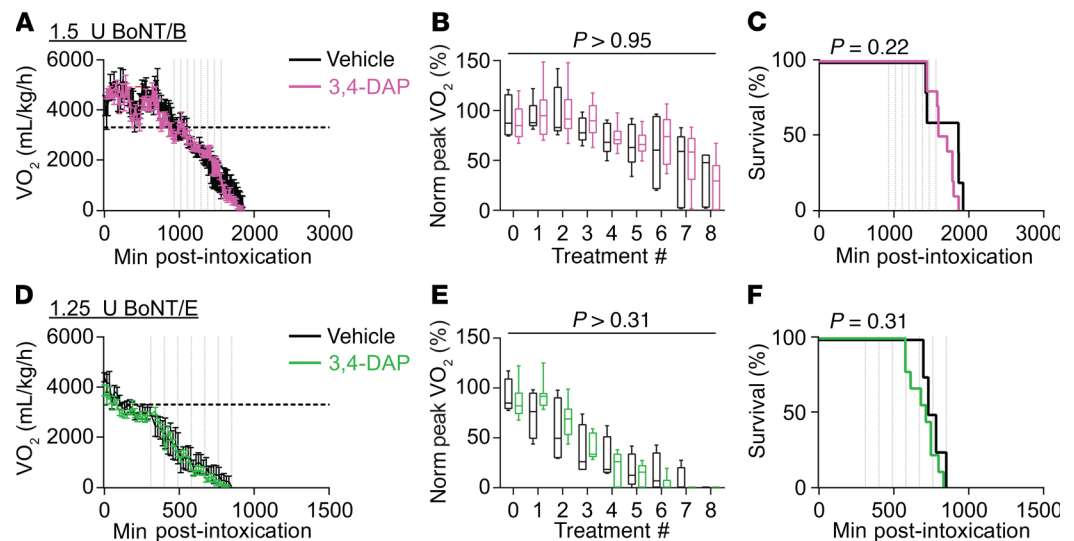 A
1.5 U BoNT/B
VO2 (mL/kg/h)
6000
4000
2000
0
0 1000 2000 3000
Min post-intoxication
Vehicle
3,4-DAP
B
P > 0.95
Norm peak VO2 (%)
150
100
50
0
0 1 2 3 4 5 6 7 8
Treatment #
C
P = 0.22
Survival (%)
100
50
0
0 1000 2000 3000
Min post-intoxication
D
1.25 U BoNT/E
VO2 (mL/kg/h)
6000
4000
2000
0
0 500 1000 1500
Min post-intoxication
Vehicle
3,4-DAP
E
P > 0.31
Norm peak VO2 (%)
150
100
50
0
0 1 2 3 4 5 6 7 8
Treatment #
F
P = 0.31
Survival (%)
100
50
0
0 500 1000 1500
Min post-intoxication